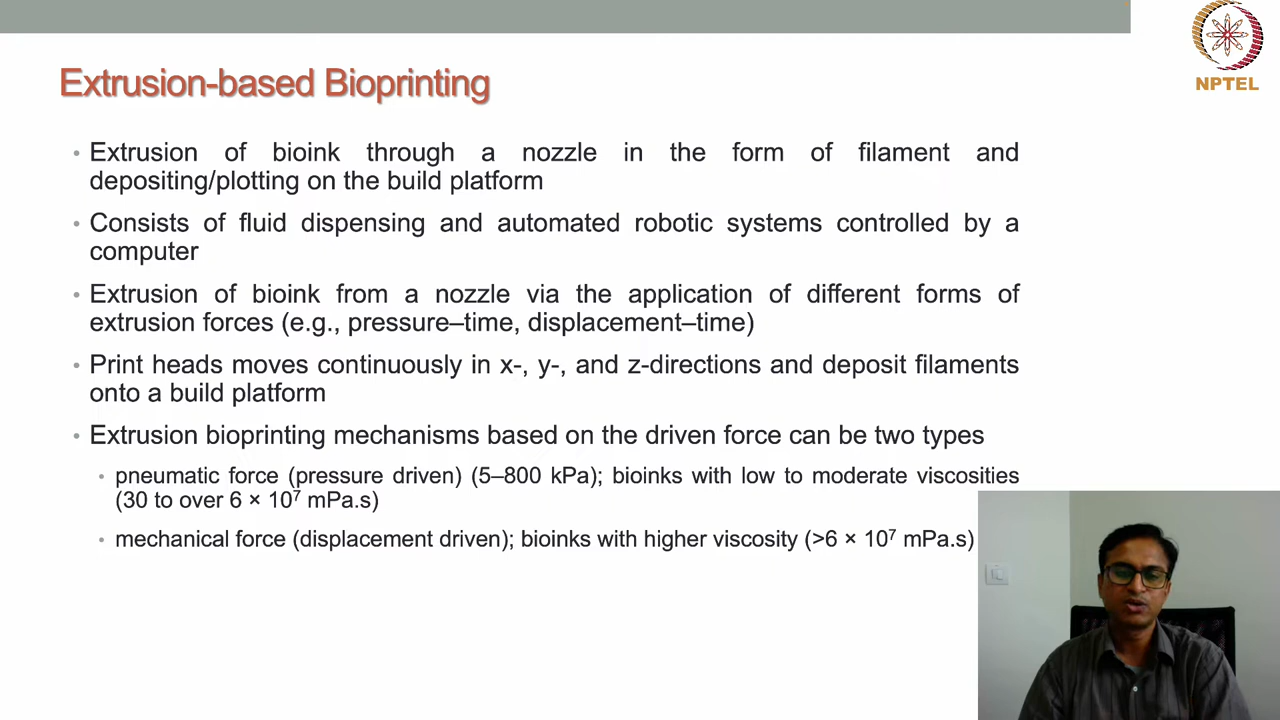 NPTEL
Extrusion-based Bioprinting
• Extrusion of bioink through a nozzle in the form of filament and
depositing/plotting on the build platform
• Consists of fluid dispensing and automated robotic systems controlled by a
computer
• Extrusion of bioink from a nozzle via the application of different forms of
extrusion forces (e.g., pressure–time, displacement–time)
• Print heads moves continuously in x-, y-, and z-directions and deposit filaments
onto a build platform
• Extrusion bioprinting mechanisms based on the driven force can be two types
• pneumatic force (pressure driven) (5–800 kPa); bioinks with low to moderate viscosities
(30 to over 6 × 10⁷ mPa.s)
• mechanical force (displacement driven); bioinks with higher viscosity (>6 × 10⁷ mPa.s)